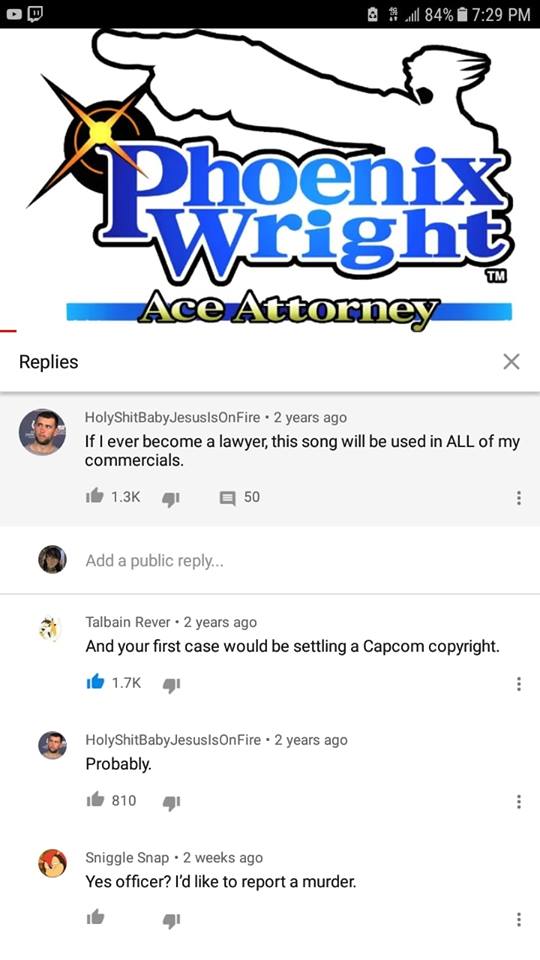 84% 7:29 PM
Phoenix
Wright
TM
Ace Attorney
Replies
HolyShitBabyJesusIsOnFire • 2 years ago
If I ever become a lawyer, this song will be used in ALL of my
commercials.
1.3K 50
Add a public reply...
Talbain Rever • 2 years ago
And your first case would be settling a Capcom copyright.
1.7K
HolyShitBabyJesusIsOnFire • 2 years ago
Probably.
810
Sniggle Snap • 2 weeks ago
Yes officer? I'd like to report a murder.